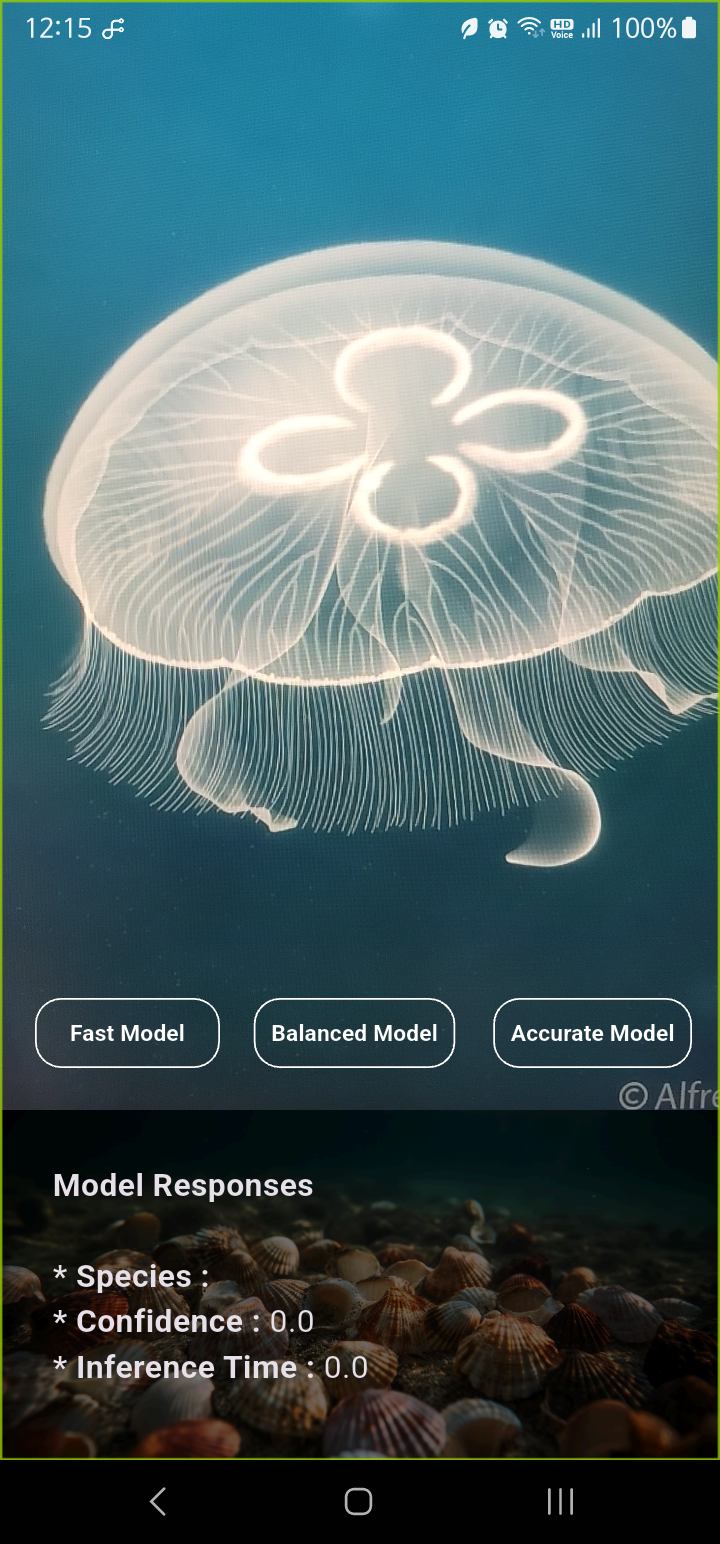 12:15 HD Voice 100%
Fast Model Balanced Model Accurate Model
© Alfre
Model Responses
* Species :
* Confidence : 0.0
* Inference Time : 0.0